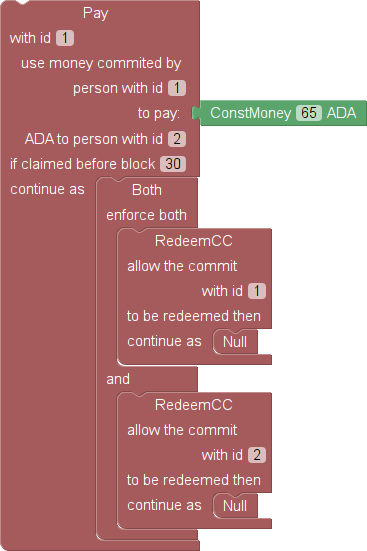 Pay
with id 1
use money commited by
person with id 1
to pay: ConstMoney 65 ADA
ADA to person with id 2
if claimed before block 30
continue as Both
enforce both
RedeemCC
allow the commit
with id 1
to be redeemed then
continue as Null
and
RedeemCC
allow the commit
with id 2
to be redeemed then
continue as Null